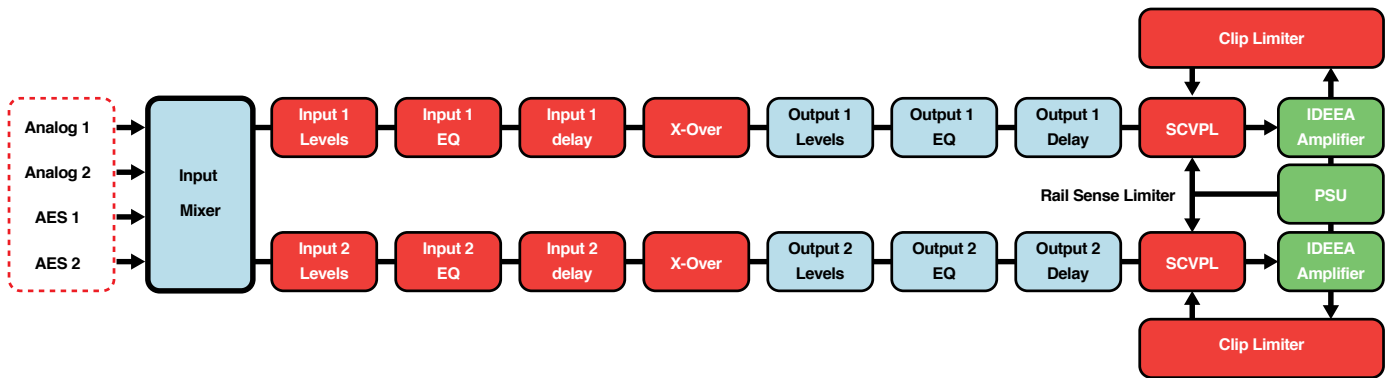 Clip Limiter
Analog 1
Analog 2
AES 1
AES 2
Input
Mixer
Input 1
Levels
Input 1
EQ
Input 1
delay
X-Over
Output 1
Levels
Output 1
EQ
Output 1
Delay
SCVPL
IDEEA
Amplifier
Rail Sense Limiter
PSU
Input 2
Levels
Input 2
EQ
Input 2
delay
X-Over
Output 2
Levels
Output 2
EQ
Output 2
Delay
SCVPL
IDEEA
Amplifier
Clip Limiter